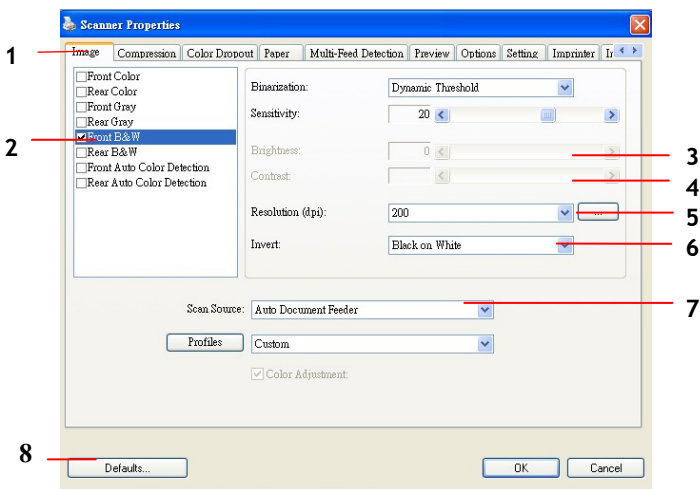 Scanner Properties
1
Image Compression Color Dropout Paper Multi-Feed Detection Preview Options Setting Imprinter
2
Front Color
Rear Color
Front Gray
Rear Gray
Front B&W
Rear B&W
Front Auto Color Detection
Rear Auto Color Detection
Binarization: Dynamic Threshold
Sensitivity: 20
Brightness: 0
3
Contrast:
4
Resolution (dpi): 200 ...
5
Invert: Black on White
6
Scan Source: Auto Document Feeder
7
Profiles Custom
Color Adjustment:
8
Defaults... OK Cancel